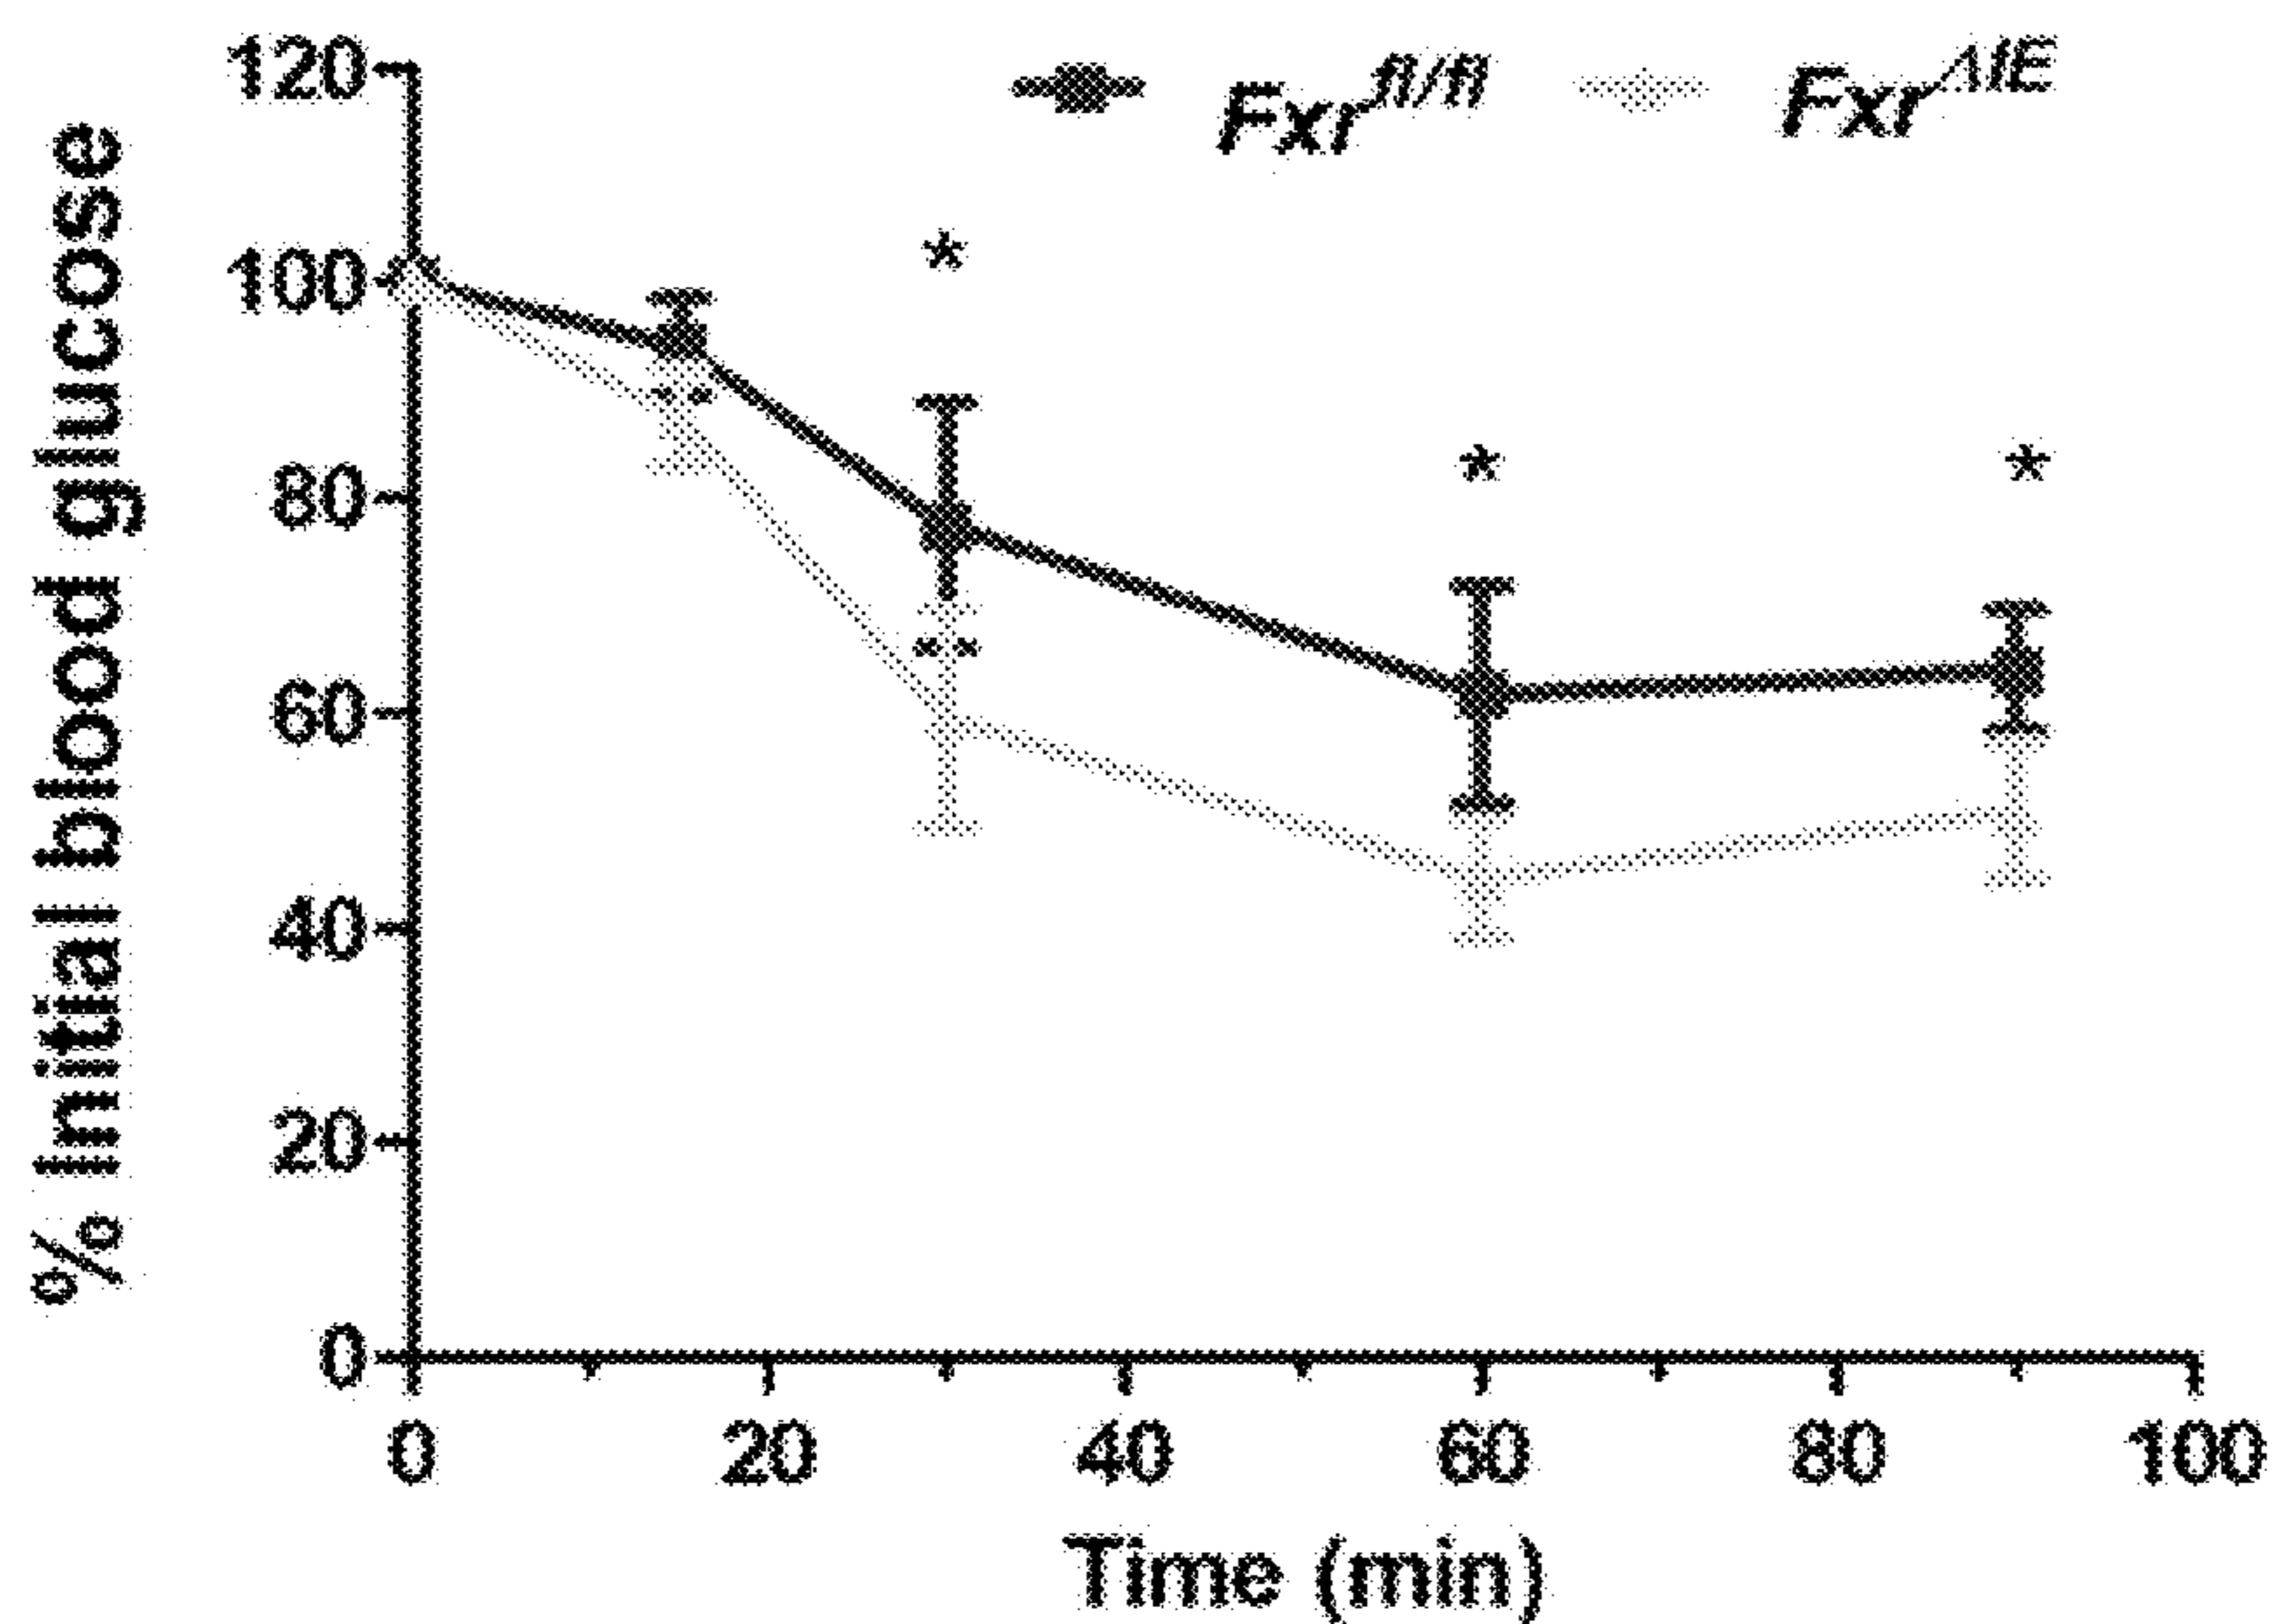 % Initial blood glucose
120
100
80
60
40
20
0
Fxr^fl/fl
Fxr^ΔIE
*
*
*
0 20 40 60 80 100
Time (min)